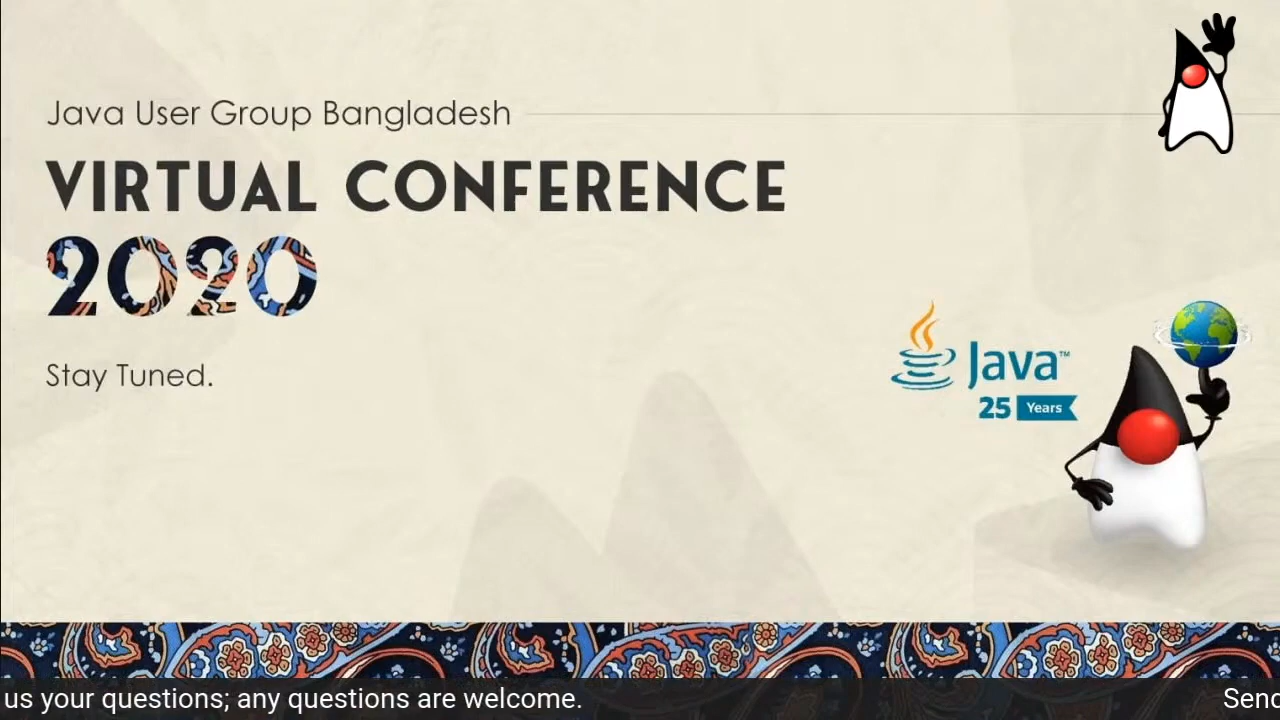 Java User Group Bangladesh
VIRTUAL CONFERENCE
2020
Stay Tuned.
Java™
25 Years
us your questions; any questions are welcome.
Send